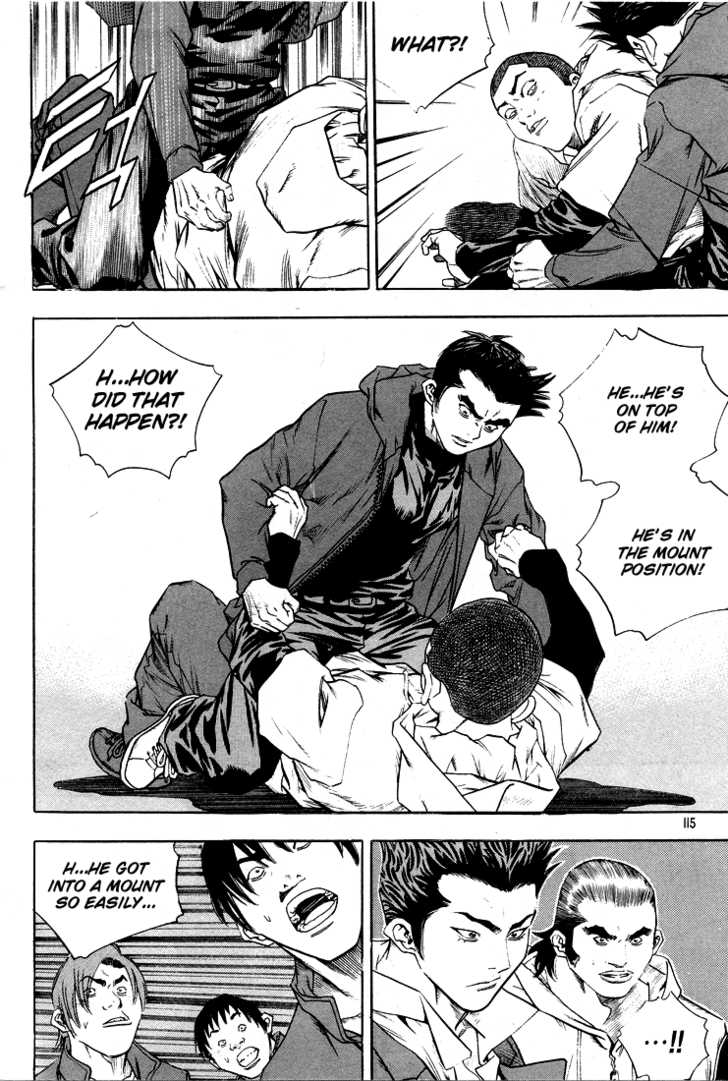 WHAT?!
HE...HE'S
ON TOP
OF HIM!
H...HOW
DID THAT
HAPPEN?!
HE'S IN
THE MOUNT
POSITION!
115
H...HE GOT
INTO A MOUNT
SO EASILY...
...!!